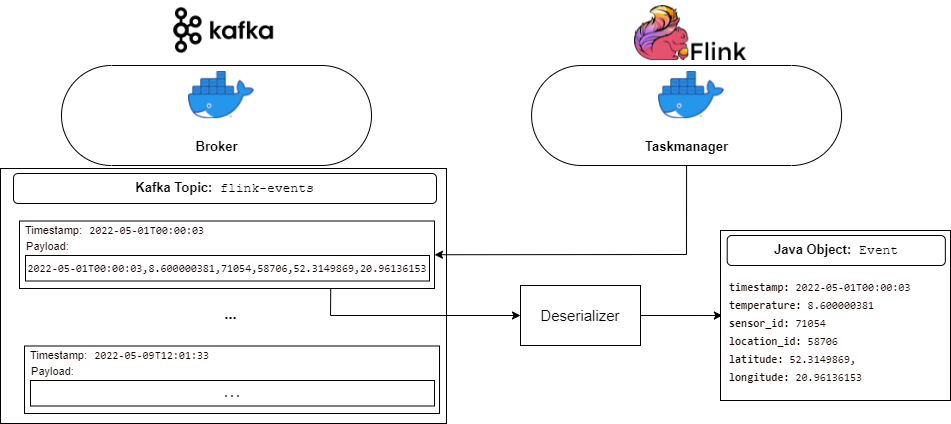 kafka
Flink
Broker
Taskmanager
Kafka Topic: flink-events
Timestamp: 2022-05-01T00:00:03
Payload:
2022-05-01T00:00:03,8.600000381,71054,58706,52.3149869,20.96136153
...
Timestamp: 2022-05-09T12:01:33
Payload:
...
Deserializer
Java Object: Event
timestamp: 2022-05-01T00:00:03
temperature: 8.600000381
sensor_id: 71054
location_id: 58706
latitude: 52.3149869,
longitude: 20.96136153